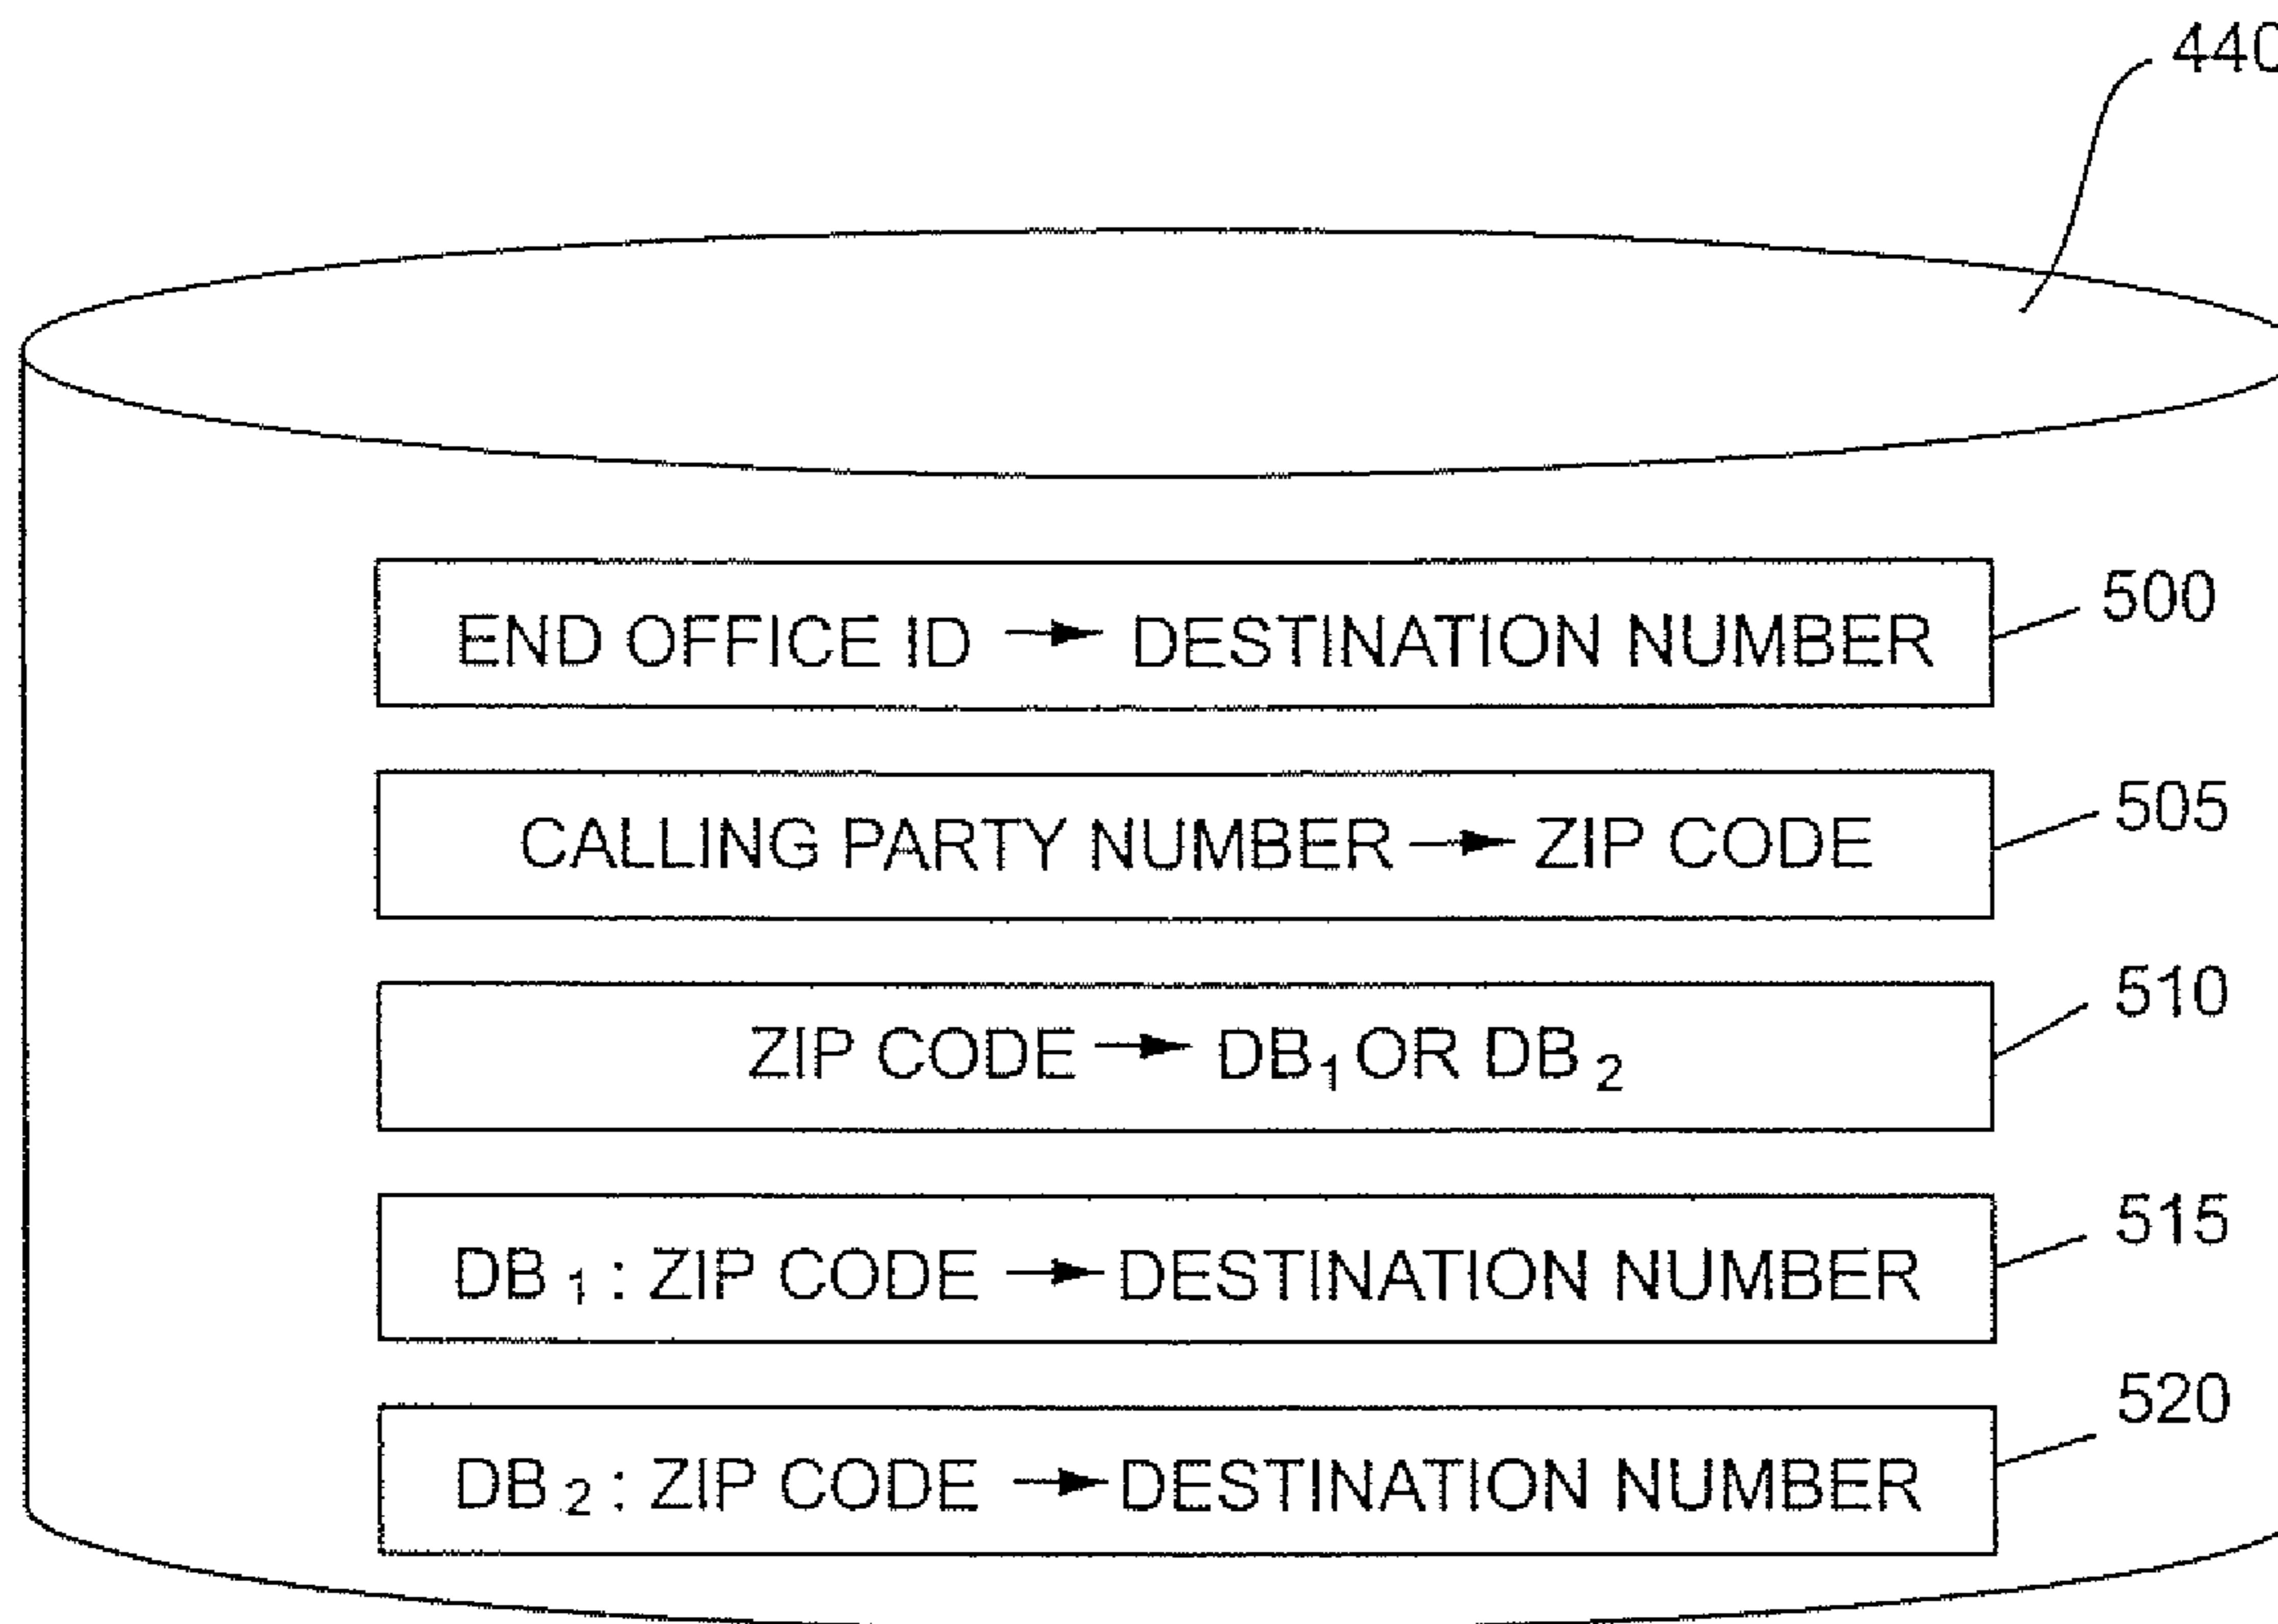 440
END OFFICE ID → DESTINATION NUMBER
500
CALLING PARTY NUMBER → ZIP CODE
505
ZIP CODE → DB₁ OR DB₂
510
DB₁ : ZIP CODE → DESTINATION NUMBER
515
DB₂ : ZIP CODE → DESTINATION NUMBER
520